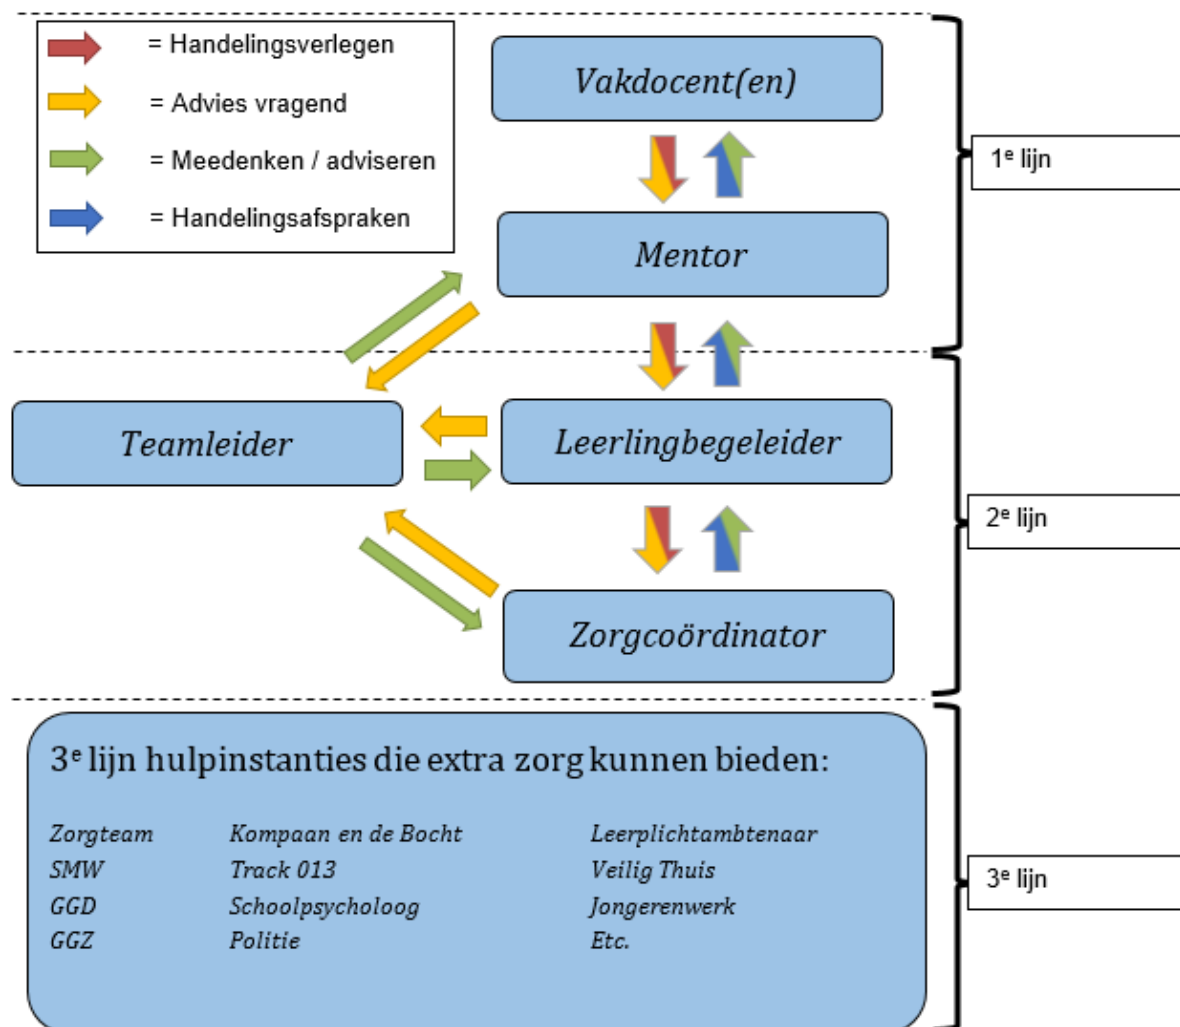 = Handelingsverlegen
= Advies vragend
= Meedenken / adviseren
= Handelingsafspraken
Vakdocent(en)
1e lijn
Mentor
Teamleider
Leerlingbegeleider
2e lijn
Zorgcoördinator
3e lijn hulpinstanties die extra zorg kunnen bieden:
Zorgteam Kompaan en de Bocht Leerplichtambtenaar
SMW Track 013 Veilig Thuis
GGD Schoolpsycholoog Jongerenwerk
GGZ Politie Etc.
3e lijn